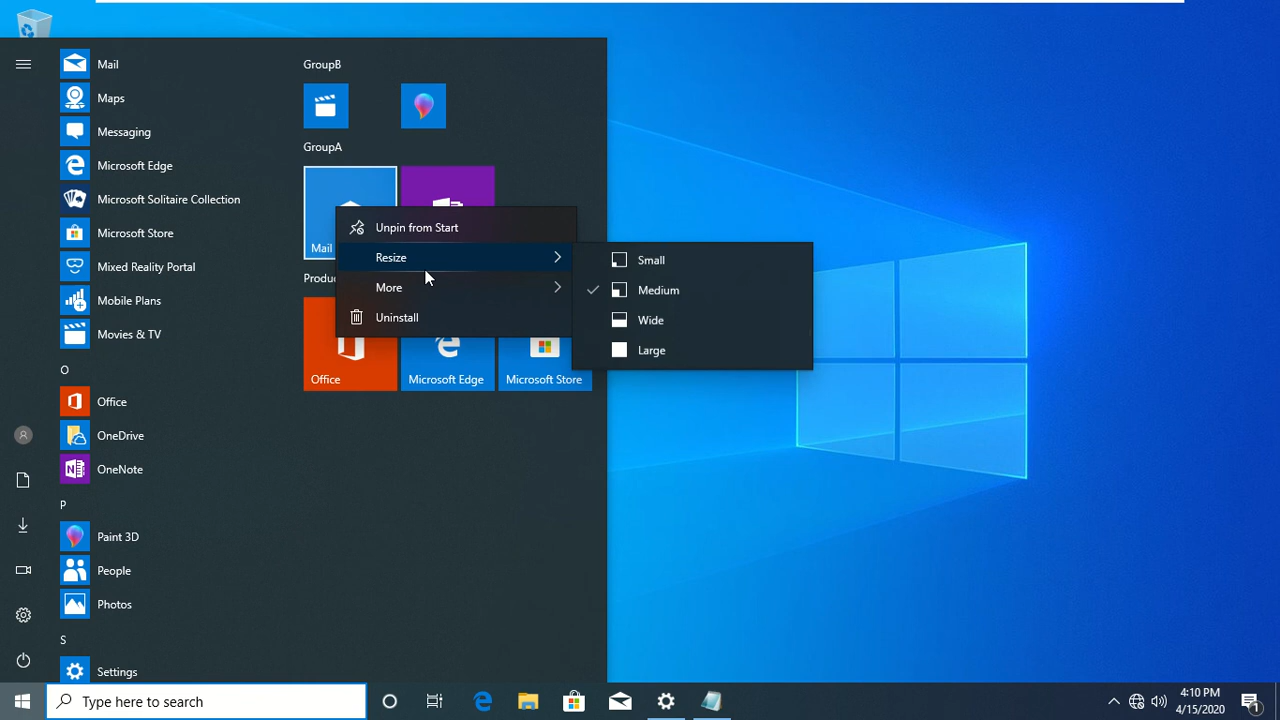 Mail
Maps
Messaging
Microsoft Edge
Microsoft Solitaire Collection
Microsoft Store
Mixed Reality Portal
Mobile Plans
Movies & TV
O
Office
OneDrive
OneNote
P
Paint 3D
People
Photos
S
Settings
GroupB
GroupA
Mail
Produc
Office
Microsoft Edge
Microsoft Store
Unpin from Start
Resize
More
Uninstall
Small
Medium
Wide
Large
Type here to search
4:10 PM
4/15/2020
1